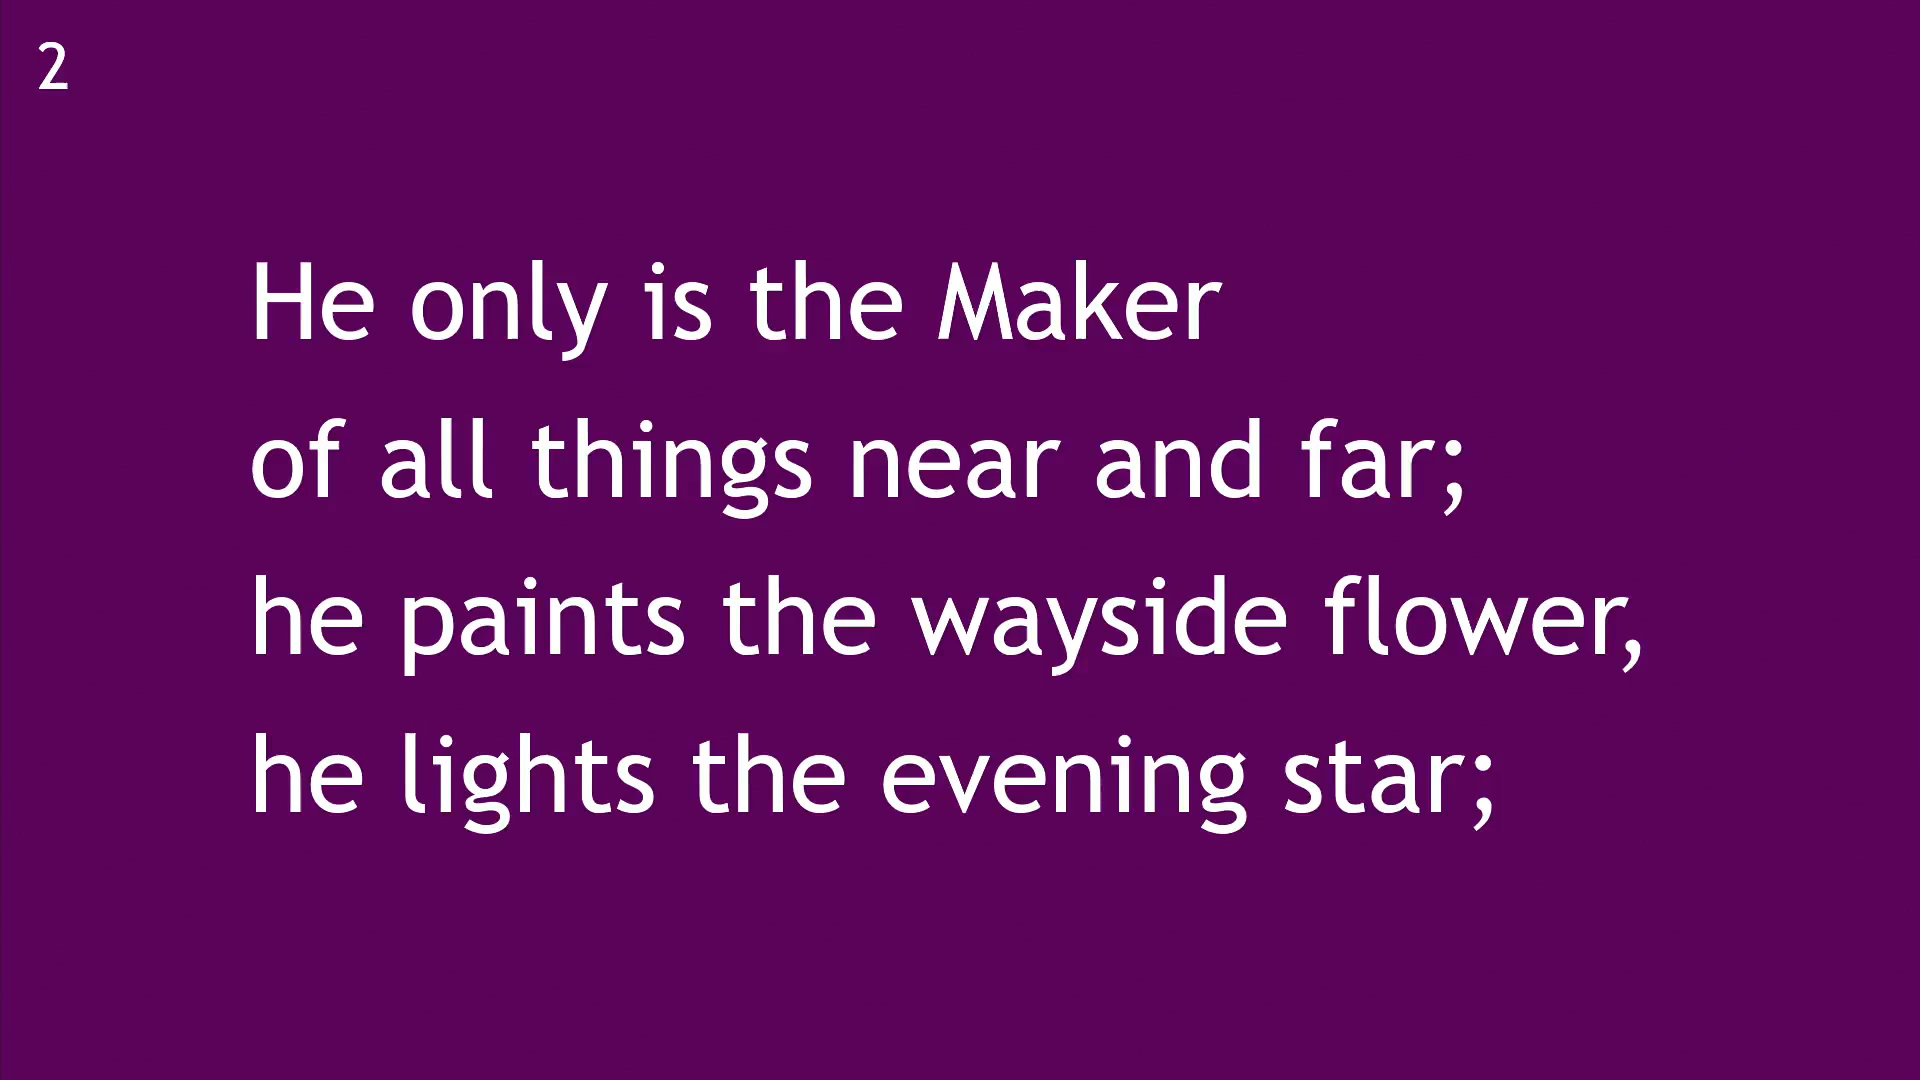 2
He only is the Maker
of all things near and far;
he paints the wayside flower,
he lights the evening star;